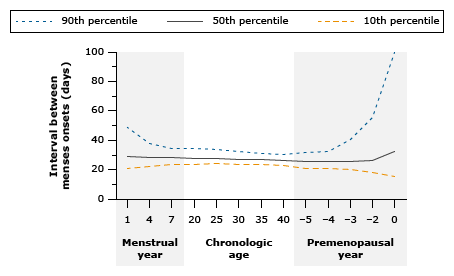 90th percentile 50th percentile 10th percentile
Interval between
menses onsets (days)
100
80
60
40
20
0
1 4 7 20 25 30 35 40 −5 −4 −3 −2 0
Menstrual year
Chronologic age
Premenopausal year